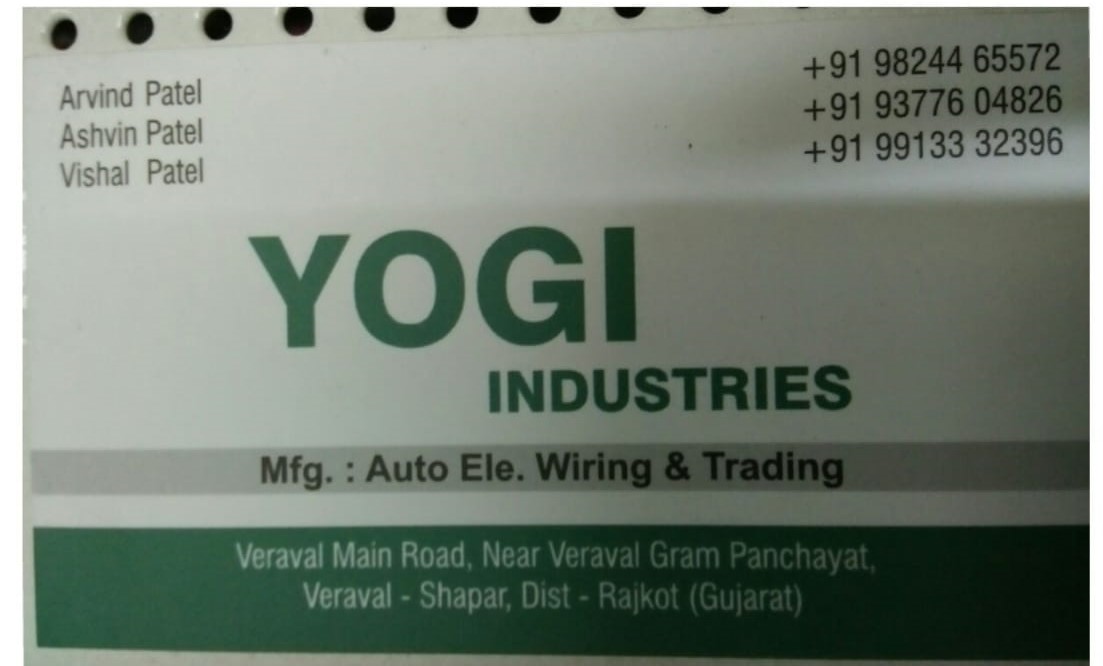 Arvind Patel
Ashvin Patel
Vishal Patel
+91 98244 65572
+91 93776 04826
+91 99133 32396
YOGI
INDUSTRIES
Mfg. : Auto Ele. Wiring & Trading
Veraval Main Road, Near Veraval Gram Panchayat,
Veraval - Shapar, Dist - Rajkot (Gujarat)